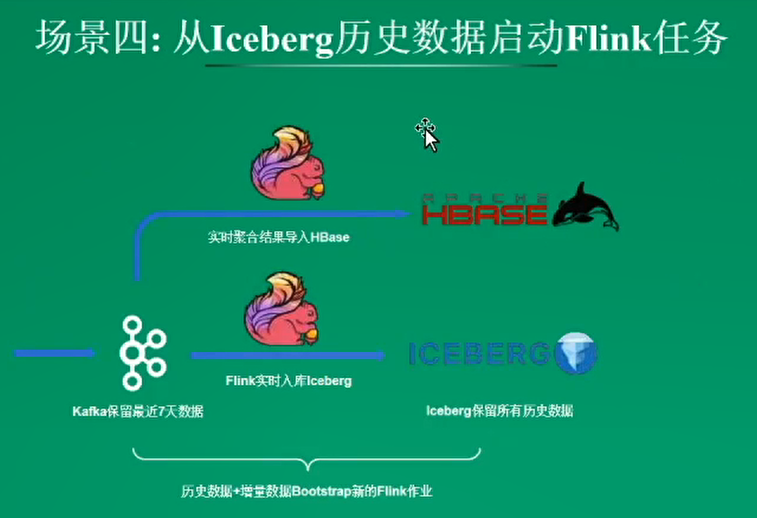 场景四: 从Iceberg历史数据启动Flink任务
APACHE
HBASE
实时聚合结果导入HBase
ICEBERG
Flink实时入库Iceberg
Kafka保留最近7天数据
Iceberg保留所有历史数据
历史数据+增量数据Bootstrap新的Flink作业